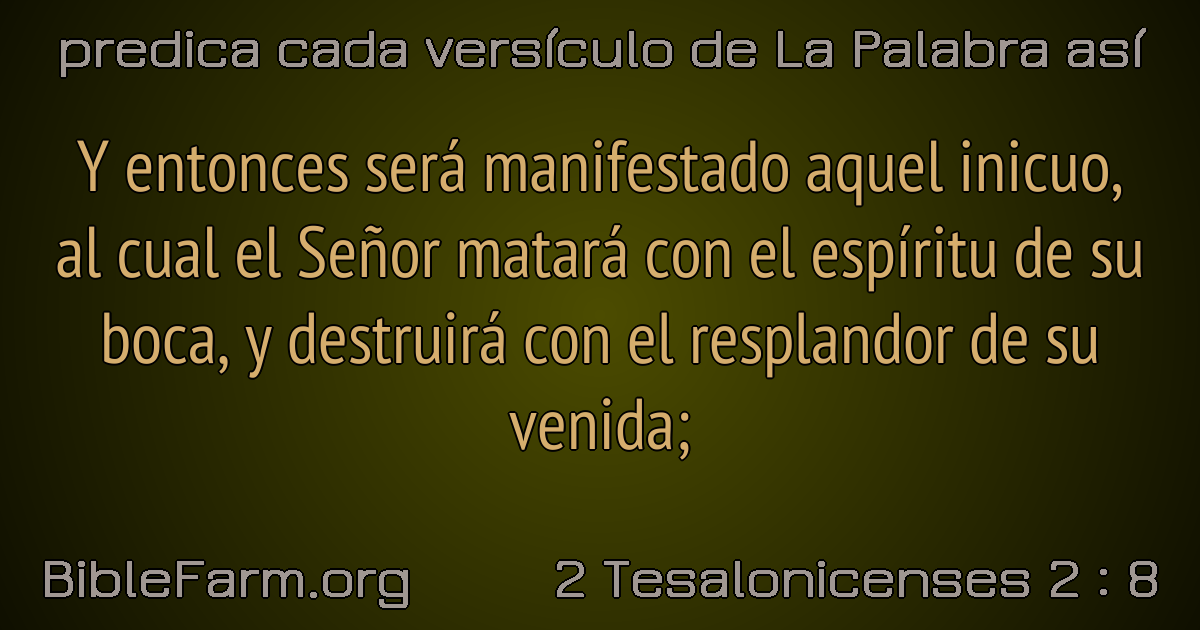 predica cada versículo de La Palabra así
Y entonces será manifestado aquel inicuo,
al cual el Señor matará con el espíritu de su
boca, y destruirá con el resplandor de su
venida;
BibleFarm.org 2 Tesalonicenses 2 : 8